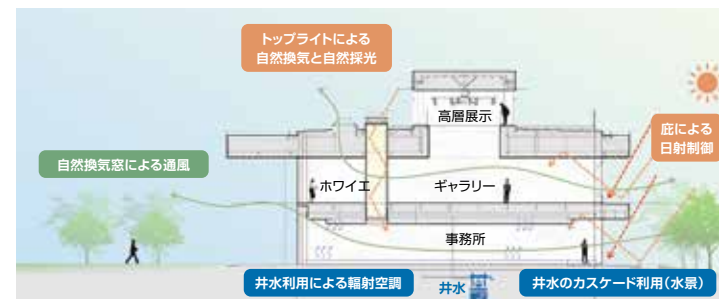 トップライトによる
自然換気と自然採光
高層展示
庇による
日射制御
自然換気窓による通風
ホワイエ
ギャラリー
事務所
井水利用による輻射空調
井水
井水のカスケード利用（水景）